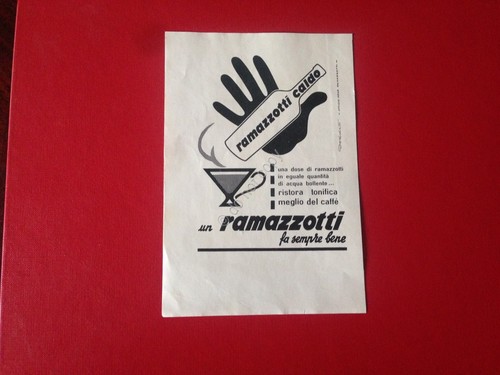 ramazzotti caldo
una dose di ramazzotti
in eguale quantità
di acqua bollente...
ristora tonifica
meglio del caffè
un ramazzotti
fa sempre bene